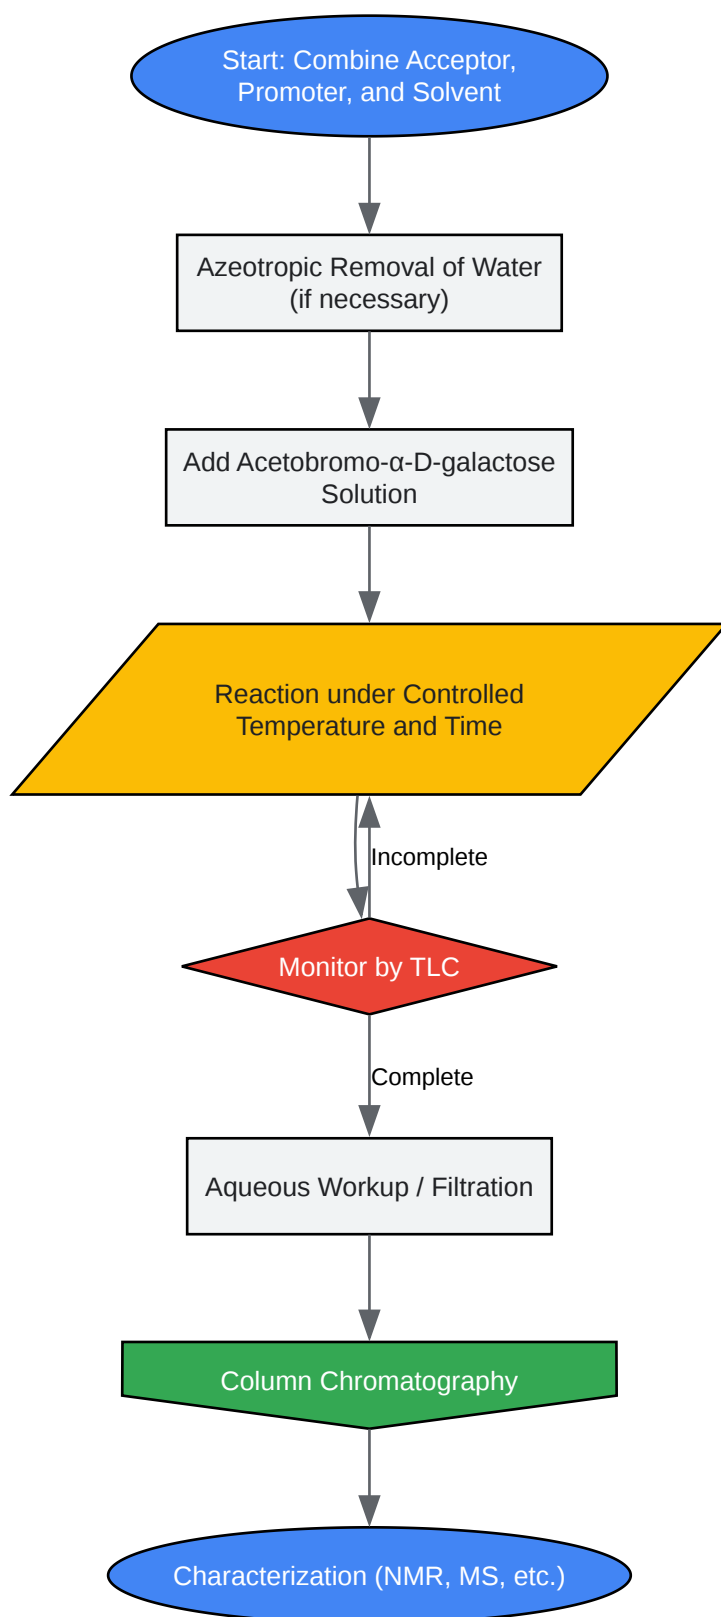 Start: Combine Acceptor,
Promoter, and Solvent
Azeotropic Removal of Water
(if necessary)
Add Acetobromo-α-D-galactose
Solution
Reaction under Controlled
Temperature and Time
Incomplete
Monitor by TLC
Complete
Aqueous Workup / Filtration
Column Chromatography
Characterization (NMR, MS, etc.)